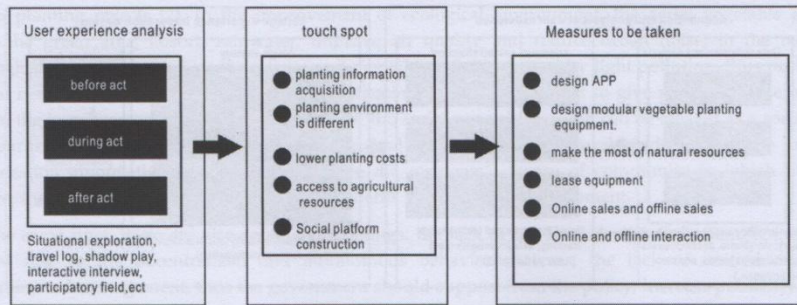 User experience analysis
before act
during act
after act
Situational exploration,
travel log, shadow play,
interactive interview,
participatory field,ect
touch spot
planting information
acquisition
planting environment
is different
lower planting costs
access to agricultural
resources
Social platform
construction
Measures to be taken
design APP
design modular vegetable planting
equipment.
make the most of natural resources
lease equipment
Online sales and offline sales
Online and offline interaction